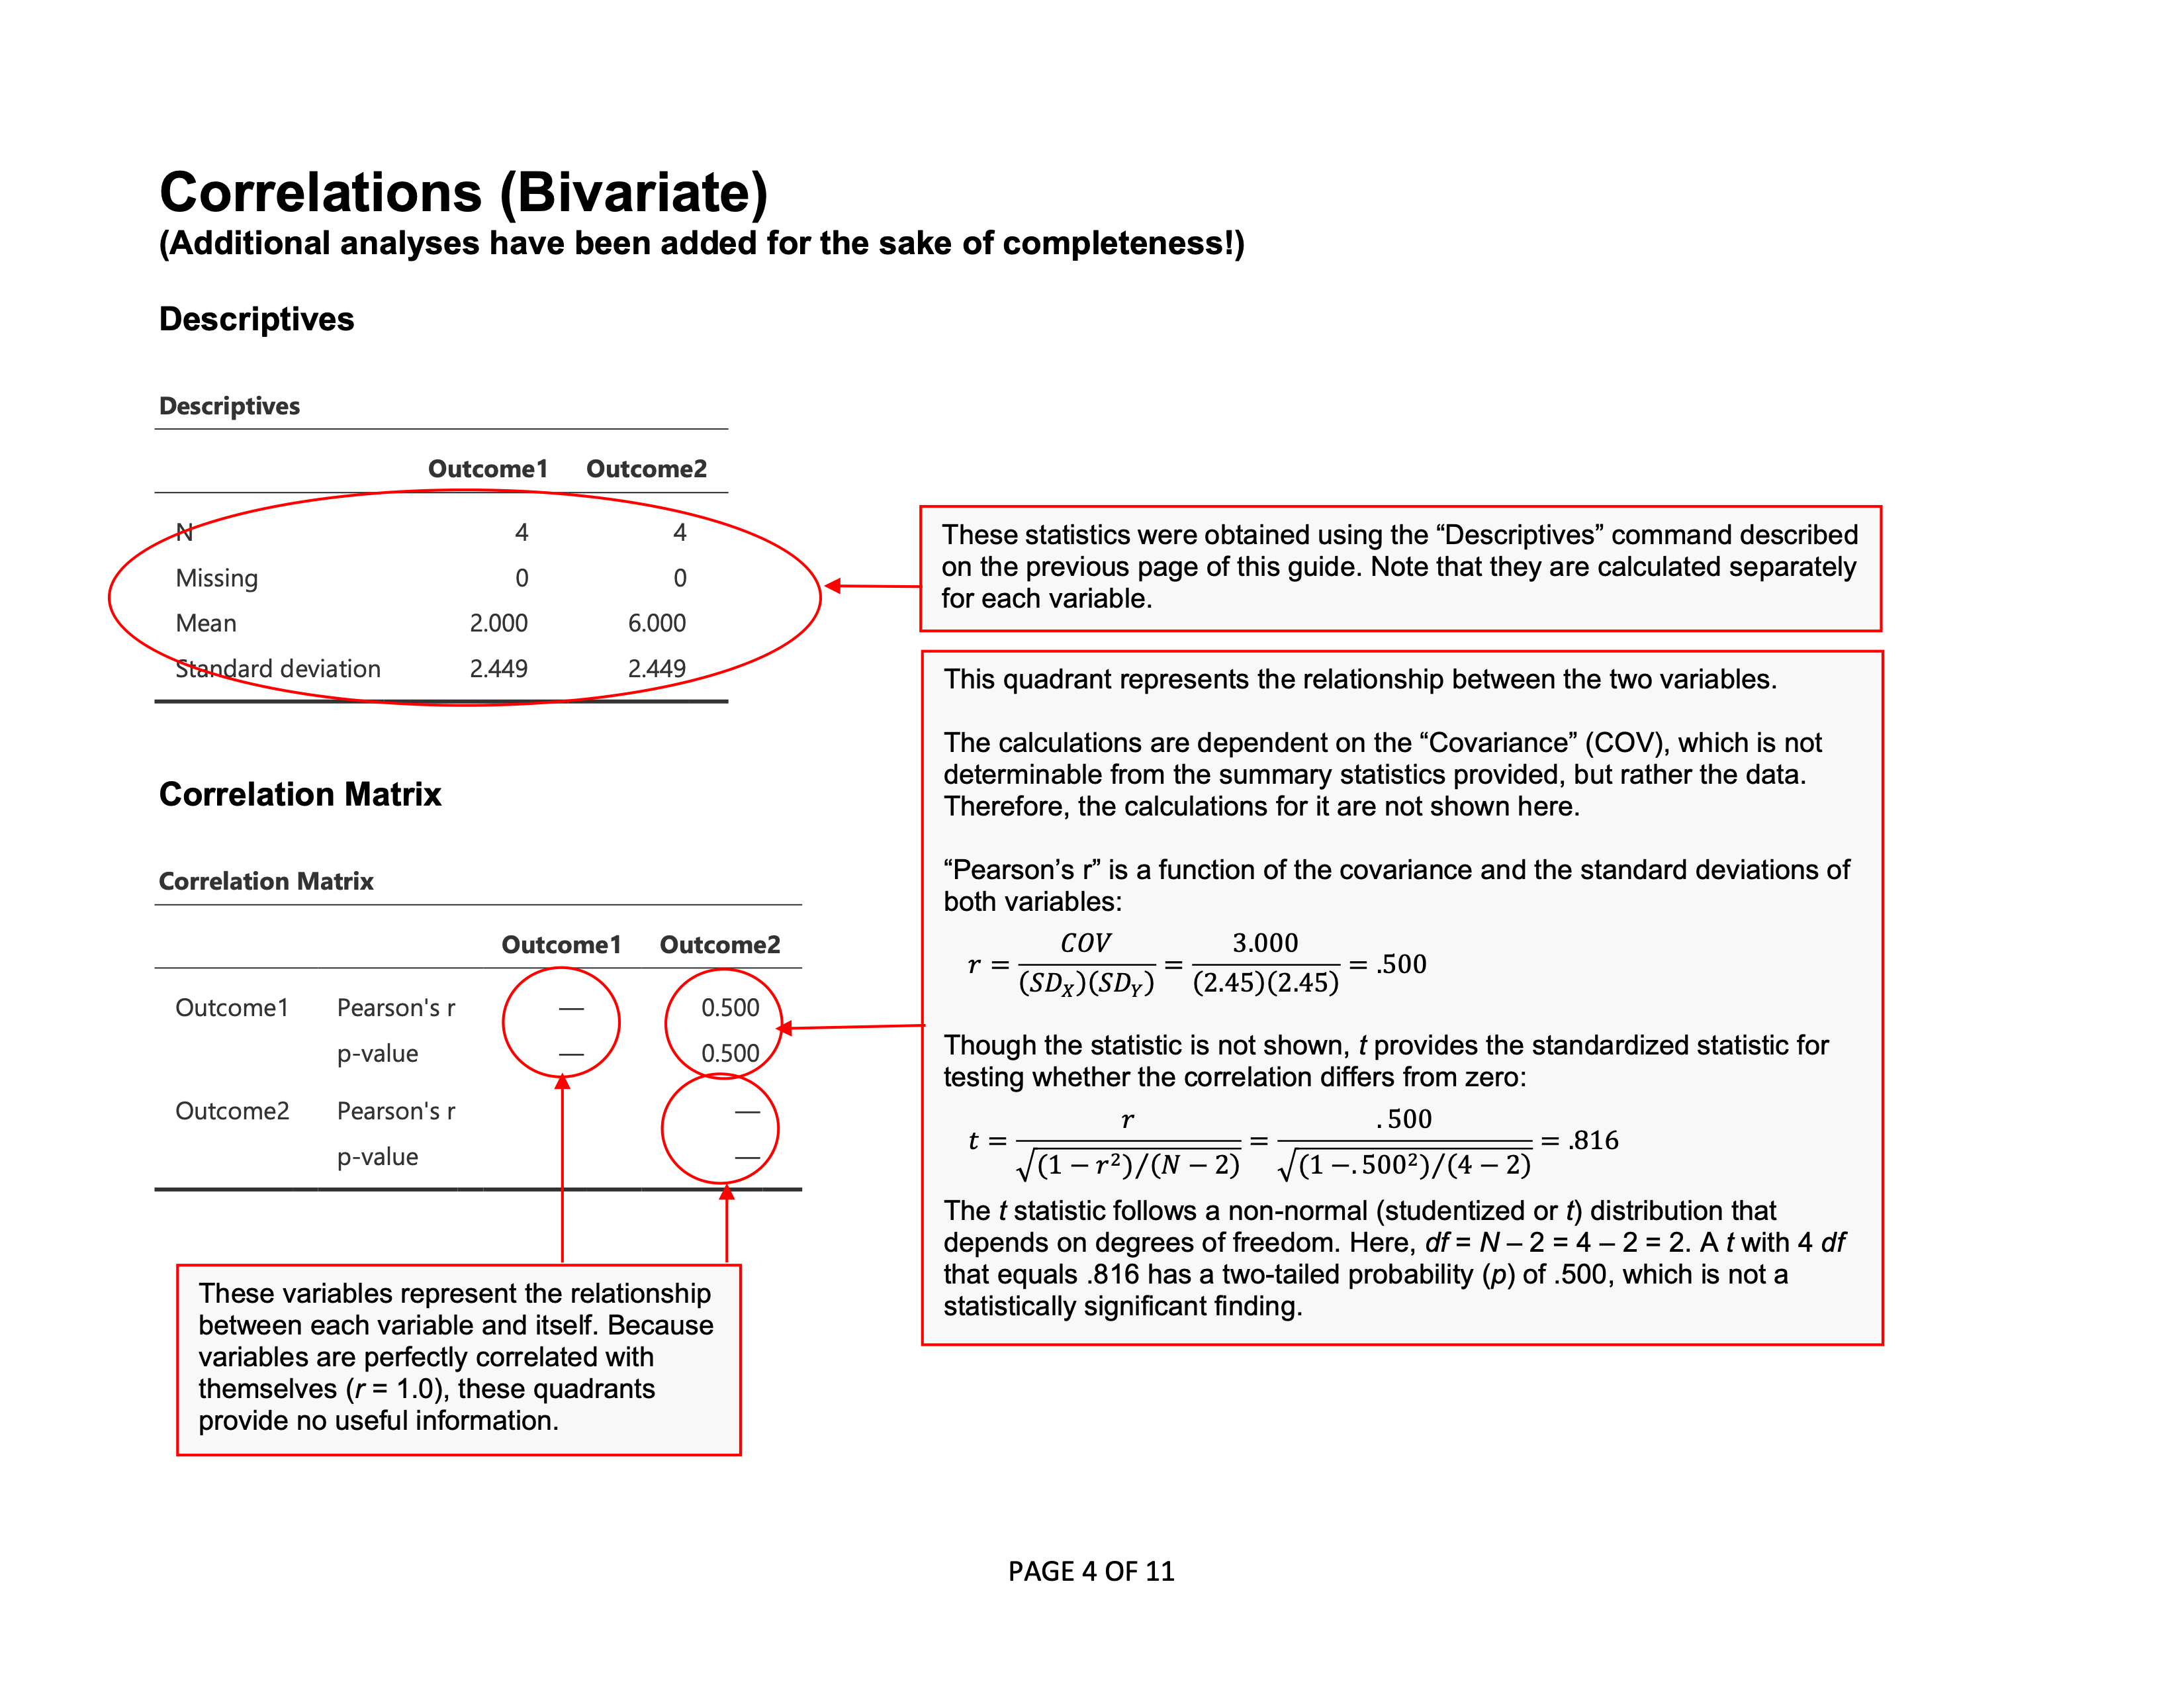 Correlations (Bivariate)
(Additional analyses have been added for the sake of completeness!)
Descriptives
Descriptives
Outcome1 Outcome2
N 4 4
Missing 0 0
Mean 2.000 6.000
Standard deviation 2.449 2.449
These statistics were obtained using the “Descriptives” command described
on the previous page of this guide. Note that they are calculated separately
for each variable.
Correlation Matrix
Correlation Matrix
Outcome1 Outcome2
Outcome1 Pearson's r — 0.500
p-value — 0.500
Outcome2 Pearson's r —
p-value —
These variables represent the relationship
between each variable and itself. Because
variables are perfectly correlated with
themselves (r = 1.0), these quadrants
provide no useful information.
This quadrant represents the relationship between the two variables.
The calculations are dependent on the “Covariance” (COV), which is not
determinable from the summary statistics provided, but rather the data.
Therefore, the calculations for it are not shown here.
“Pearson’s r” is a function of the covariance and the standard deviations of
both variables:
r = COV / (SD_X)(SD_Y) = 3.000 / (2.45)(2.45) = .500
Though the statistic is not shown, t provides the standardized statistic for
testing whether the correlation differs from zero:
t = r / √(1 − r²)/(N − 2) = .500 / √(1 −.500²)/(4 − 2) = .816
The t statistic follows a non-normal (studentized or t) distribution that
depends on degrees of freedom. Here, df = N – 2 = 4 – 2 = 2. A t with 4 df
that equals .816 has a two-tailed probability (p) of .500, which is not a
statistically significant finding.
PAGE 4 OF 11